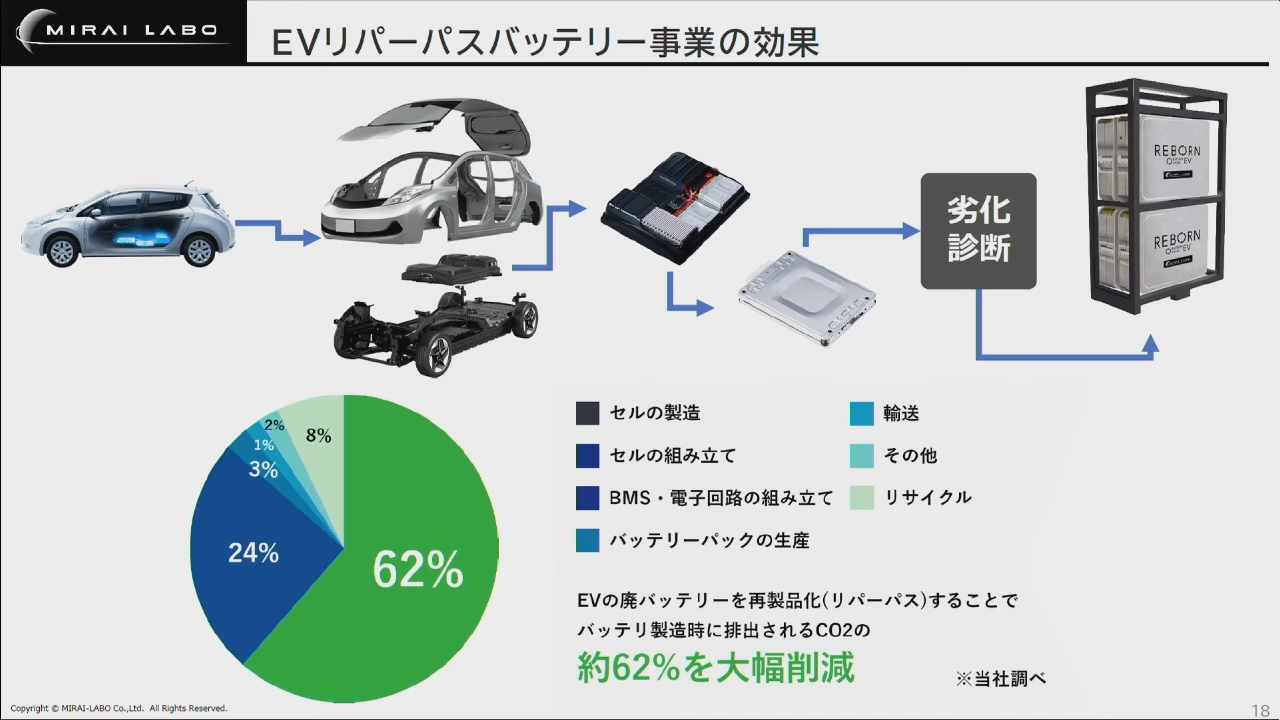 MIRAI LABO
EVリパーパスバッテリー事業の効果
劣化
診断
REBORN
EV
MIRAI LABO
REBORN
EV
MIRAI LABO
2%
8%
1%
3%
24%
62%
セルの製造
輸送
セルの組み立て
その他
BMS・電子回路の組み立て
リサイクル
バッテリーパックの生産
EVの廃バッテリーを再製品化(リパーパス)することで
バッテリ製造時に排出されるCO2の
約62%を大幅削減
※当社調べ
Copyright © MIRAI-LABO Co.,Ltd. All Rights Reserved.
18